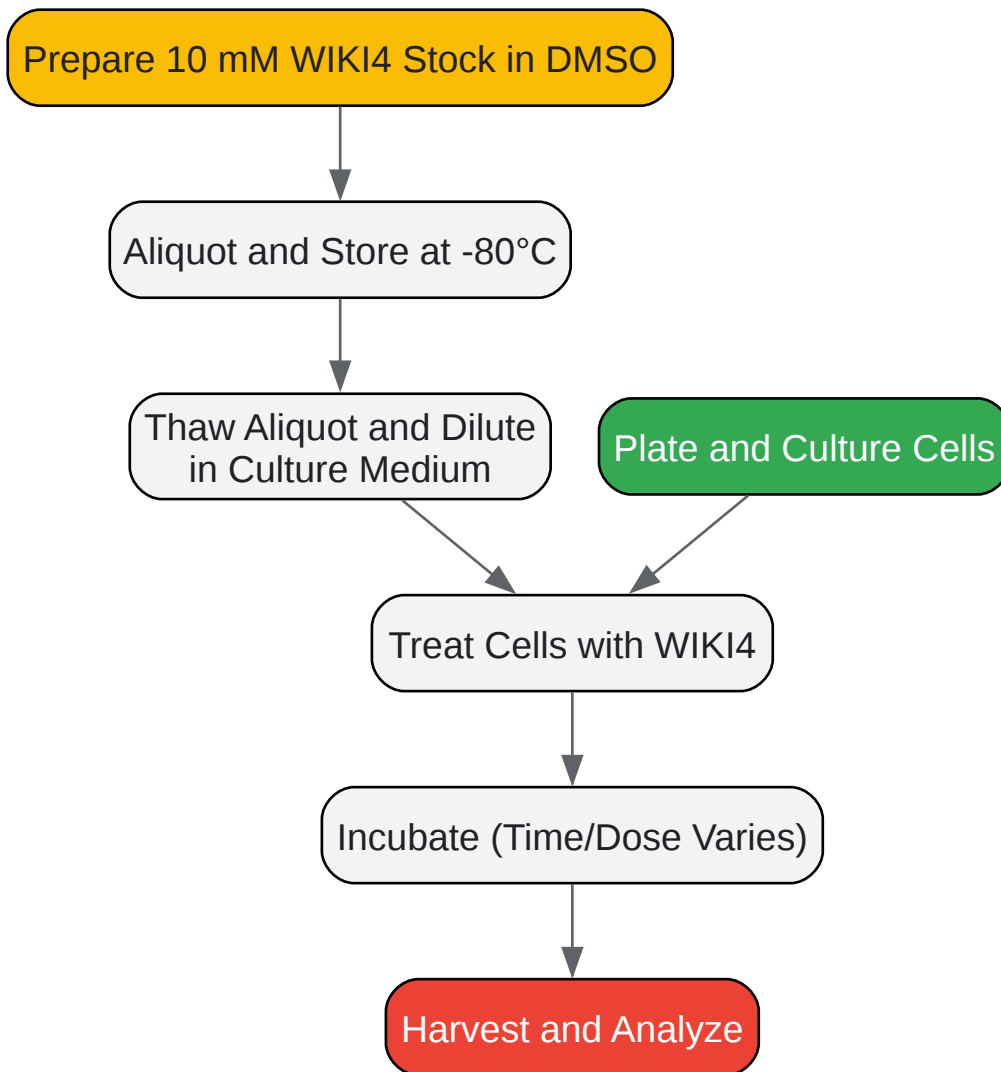 Prepare 10 mM WIKI4 Stock in DMSO
Aliquot and Store at -80°C
Thaw Aliquot and Dilute
in Culture Medium
Plate and Culture Cells
Treat Cells with WIKI4
Incubate (Time/Dose Varies)
Harvest and Analyze